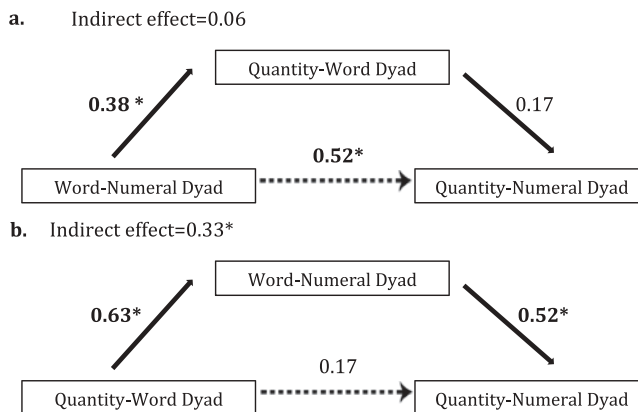 a. Indirect effect=0.06
Quantity-Word Dyad
0.38 *
0.17
0.52*
Word-Numeral Dyad
Quantity-Numeral Dyad
b. Indirect effect=0.33*
Word-Numeral Dyad
0.63*
0.52*
0.17
Quantity-Word Dyad
Quantity-Numeral Dyad